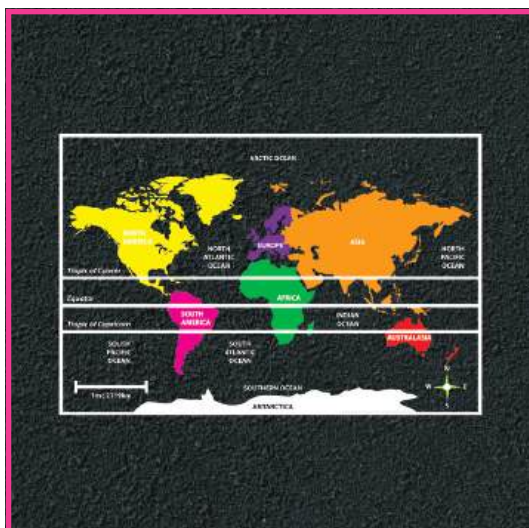 ARCTIC OCEAN
NORTH
AMERICA
NORTH
ATLANTIC
OCEAN
EUROPE
ASIA
NORTH
PACIFIC
OCEAN
Tropic of Cancer
Equator
AFRICA
Tropic of Capricorn
SOUTH
AMERICA
INDIAN
OCEAN
AUSTRALASIA
SOUTH
PACIFIC
OCEAN
SOUTH
ATLANTIC
OCEAN
N
W
E
S
SOUTHERN OCEAN
ANTARCTICA